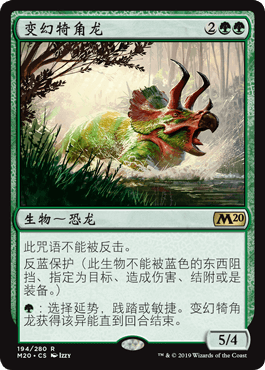 变幻犄角龙 2
生物～恐龙 M20
此咒语不能被反击。
反蓝保护（此生物不能被蓝色的东西阻
挡、指定为目标、造成伤害、结附或是
装备。）
：选择延势，践踏或敏捷。变幻犄角
龙获得该异能直到回合结束。
5/4
194/280 R
M20 • CS IZZY ™ & © 2019 Wizards of the Coast